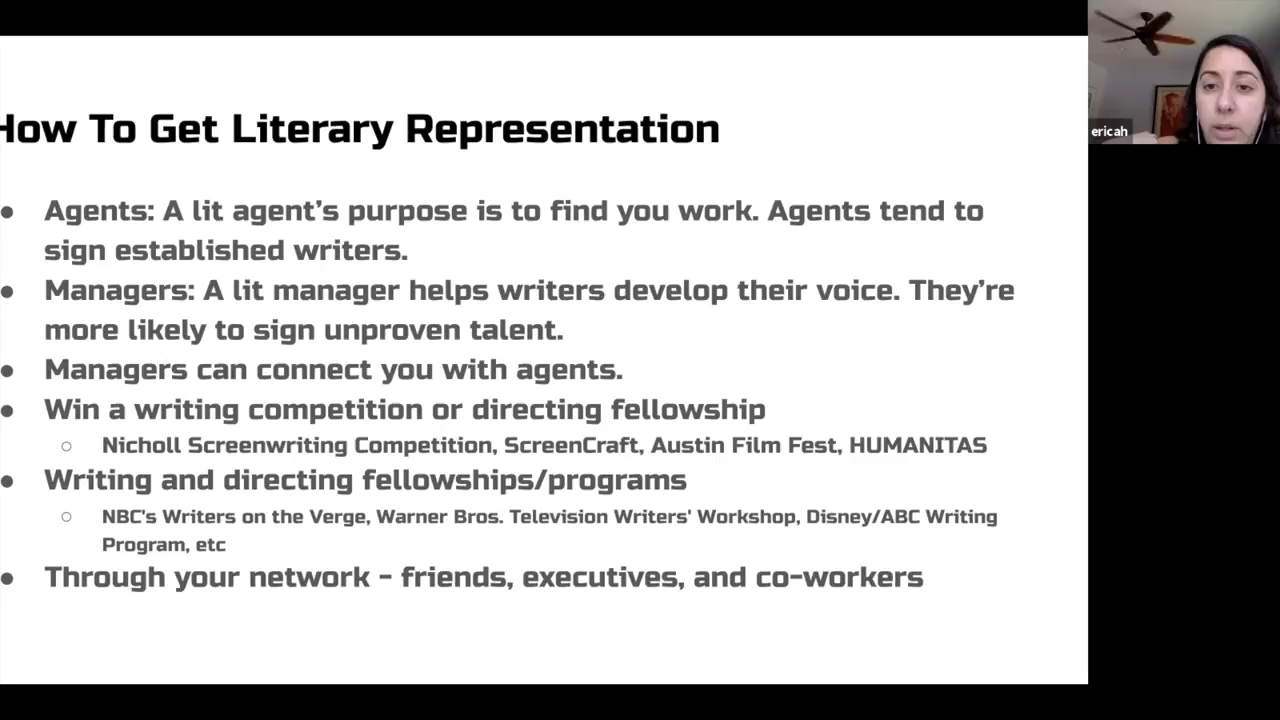 How To Get Literary Representation
● Agents: A lit agent’s purpose is to find you work. Agents tend to
sign established writers.
● Managers: A lit manager helps writers develop their voice. They’re
more likely to sign unproven talent.
● Managers can connect you with agents.
● Win a writing competition or directing fellowship
○ Nicholl Screenwriting Competition, ScreenCraft, Austin Film Fest, HUMANITAS
● Writing and directing fellowships/programs
○ NBC's Writers on the Verge, Warner Bros. Television Writers' Workshop, Disney/ABC Writing
Program, etc
● Through your network - friends, executives, and co-workers
ericah